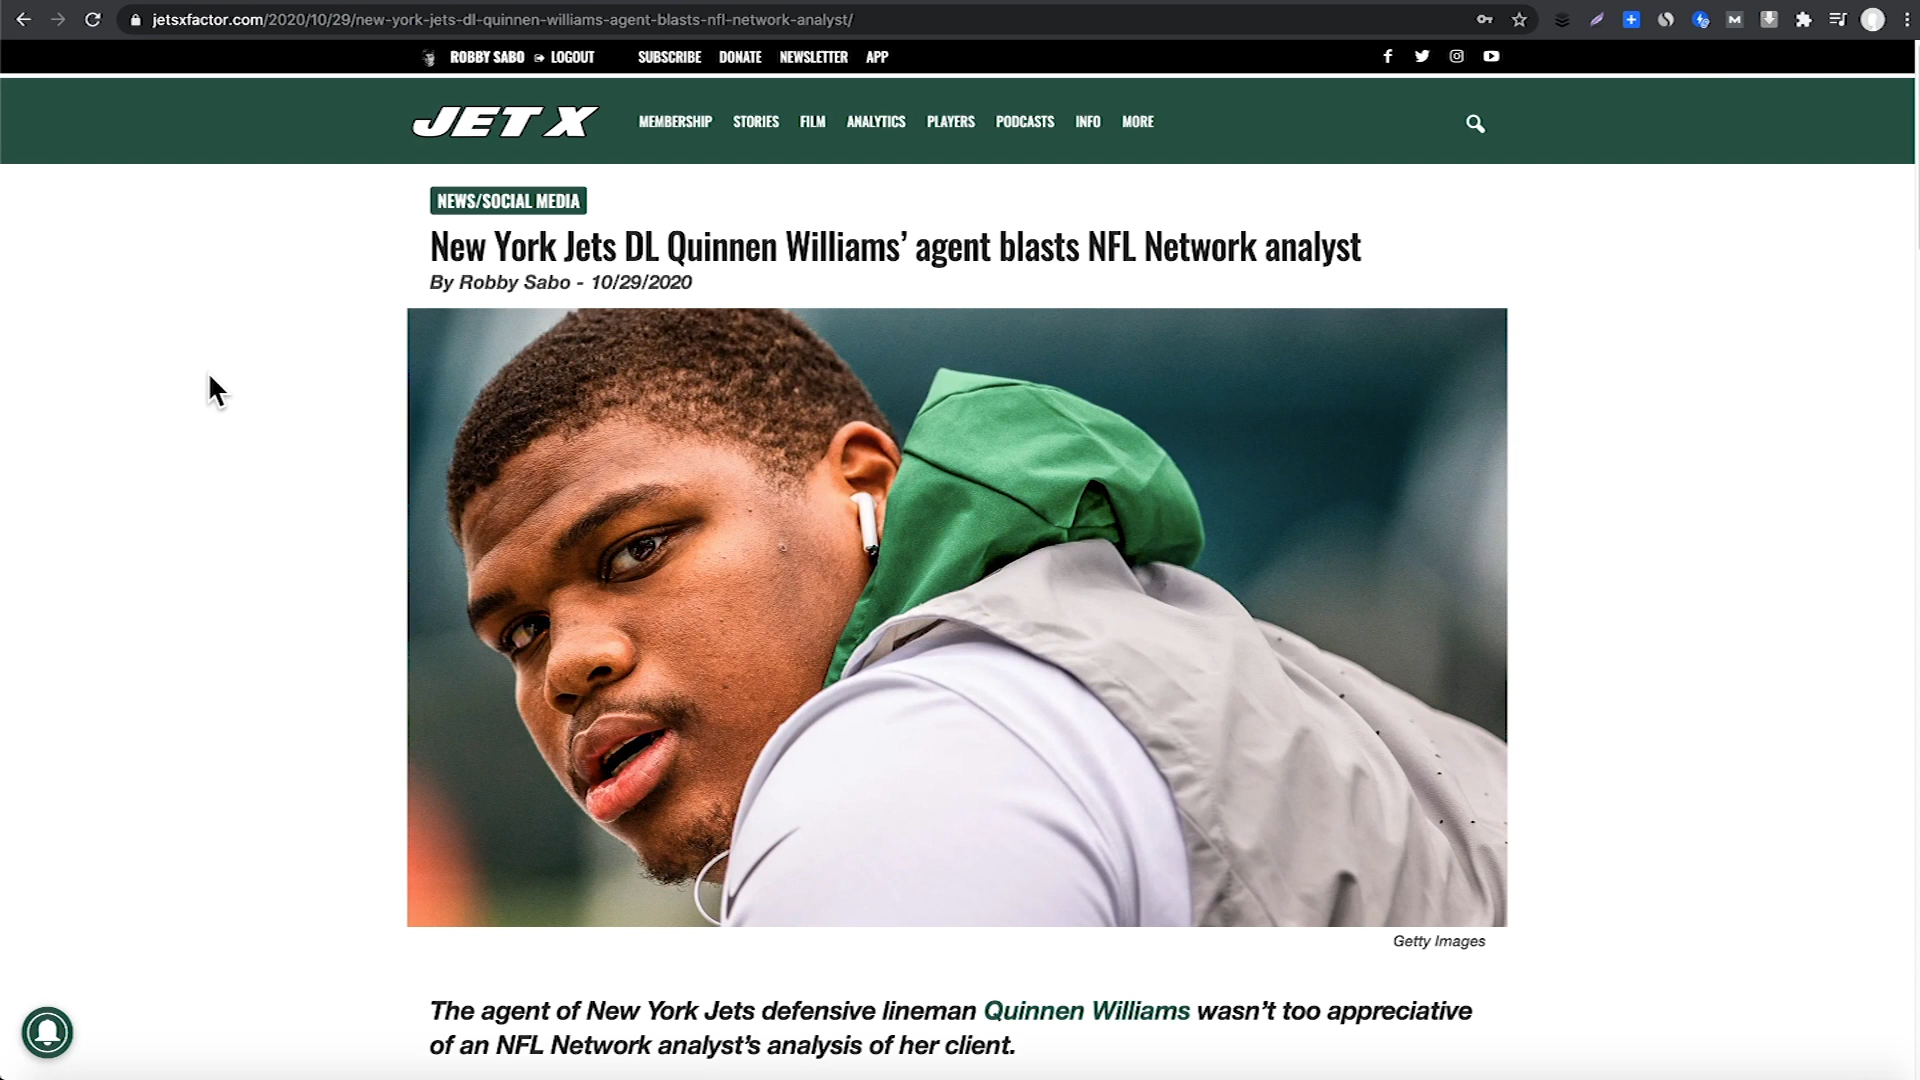 jetsxfactor.com/2020/10/29/new-york-jets-dl-quinnen-williams-agent-blasts-nfl-network-analyst/
ROBBY SABO LOGOUT SUBSCRIBE DONATE NEWSLETTER APP
JET X MEMBERSHIP STORIES FILM ANALYTICS PLAYERS PODCASTS INFO MORE
NEWS/SOCIAL MEDIA
New York Jets DL Quinnen Williams’ agent blasts NFL Network analyst
By Robby Sabo - 10/29/2020
Getty Images
The agent of New York Jets defensive lineman Quinnen Williams wasn’t too appreciative
of an NFL Network analyst’s analysis of her client.